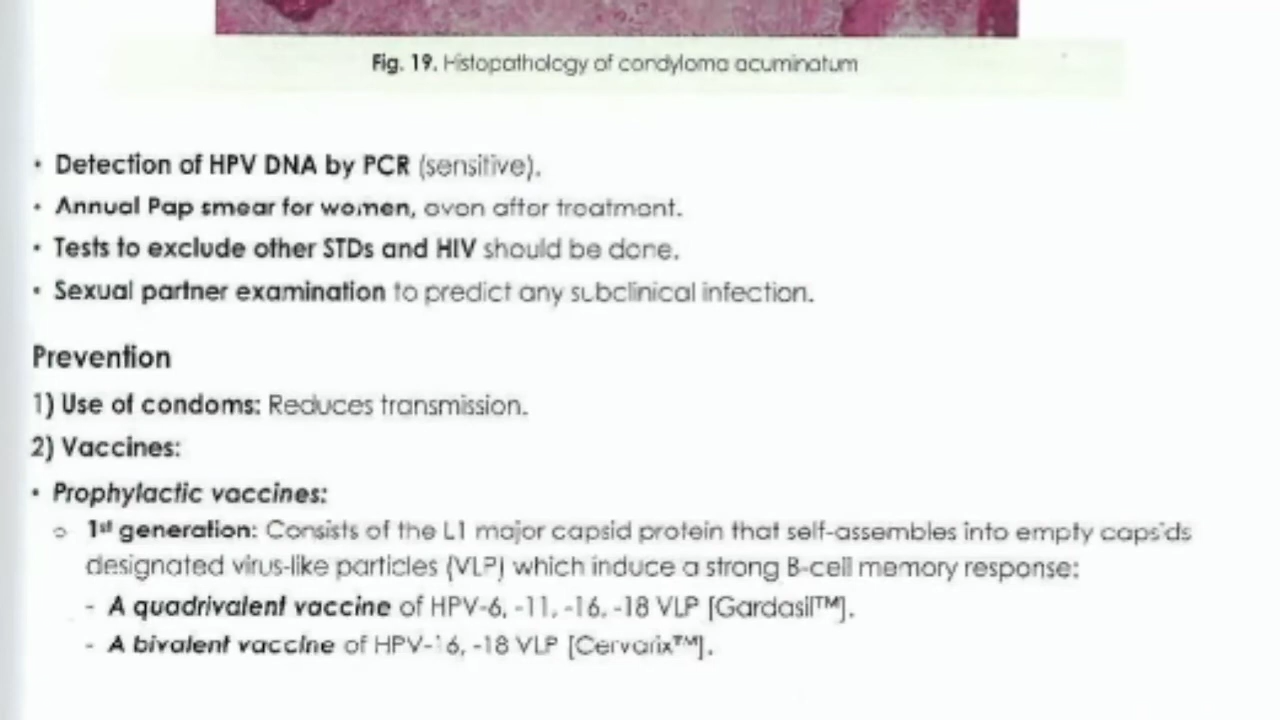 Fig. 19. Histopathology of condyloma acuminatum
• Detection of HPV DNA by PCR (sensitive).
• Annual Pap smear for women, even after treatment.
• Tests to exclude other STDs and HIV should be done.
• Sexual partner examination to predict any subclinical infection.
Prevention
1) Use of condoms: Reduces transmission.
2) Vaccines:
• Prophylactic vaccines:
o 1st generation: Consists of the L1 major capsid protein that self-assembles into empty capsids
designated virus-like particles (VLP) which induce a strong B-cell memory response:
- A quadrivalent vaccine of HPV-6, -11, -16, -18 VLP [Gardasil™].
- A bivalent vaccine of HPV-16, -18 VLP [Cervarix™].